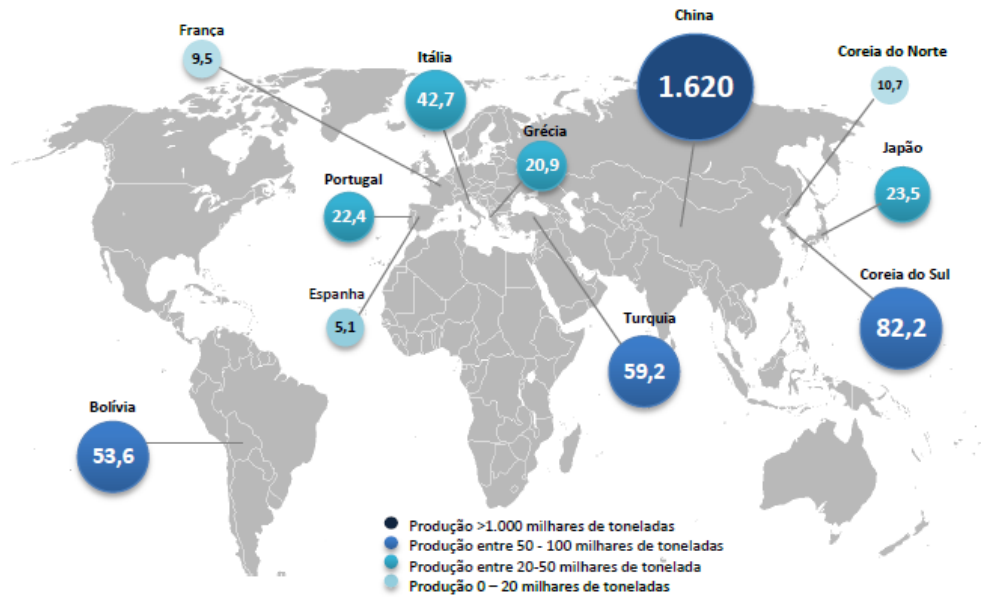 China
1.620
França
9,5
Itália
42,7
Coreia do Norte
10,7
Grécia
20,9
Japão
23,5
Portugal
22,4
Coreia do Sul
82,2
Espanha
5,1
Turquia
59,2
Bolívia
53,6
Produção >1.000 milhares de toneladas
Produção entre 50 - 100 milhares de toneladas
Produção entre 20-50 milhares de tonelada
Produção 0 – 20 milhares de toneladas